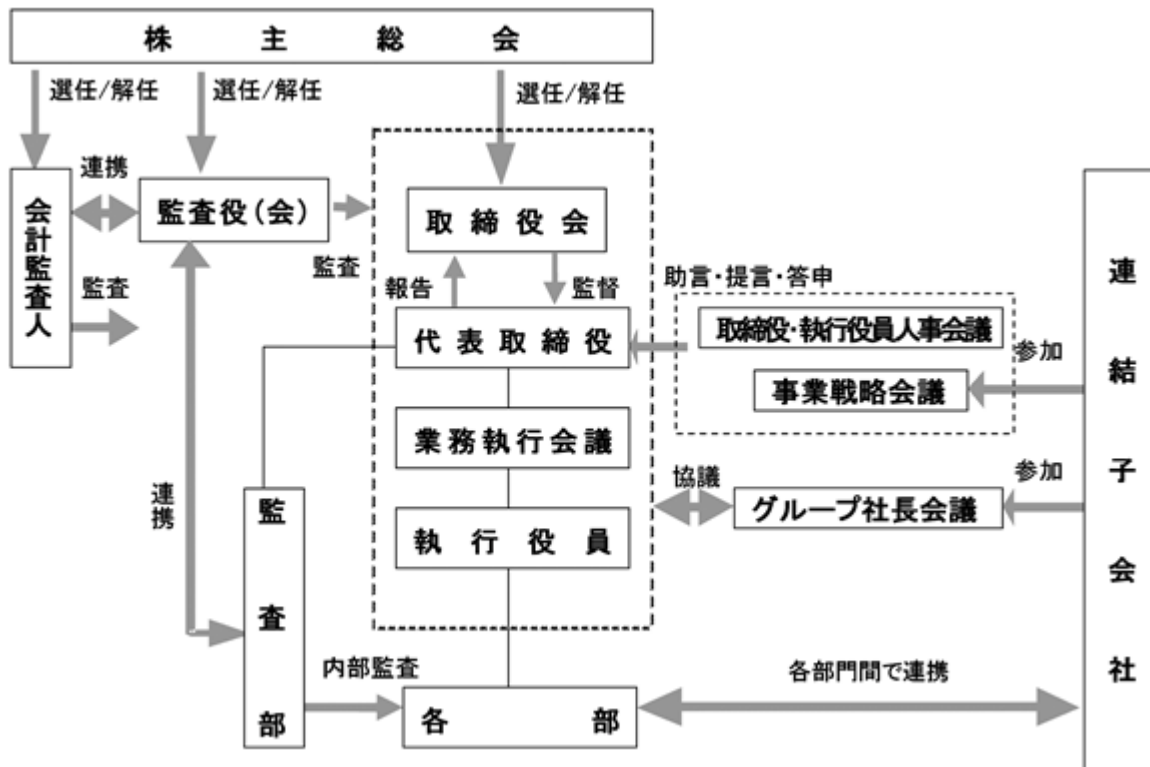 株主総会
選任/解任
選任/解任
選任/解任
連携
会計監査人
監査役(会)
取締役会
監査
監査
報告
監督
助言・提言・答申
代表取締役
取締役・執行役員人事会議
参加
事業戦略会議
業務執行会議
連結子会社
協議
参加
グループ社長会議
連携
監査部
執行役員
内部監査
各部門間で連携
各部